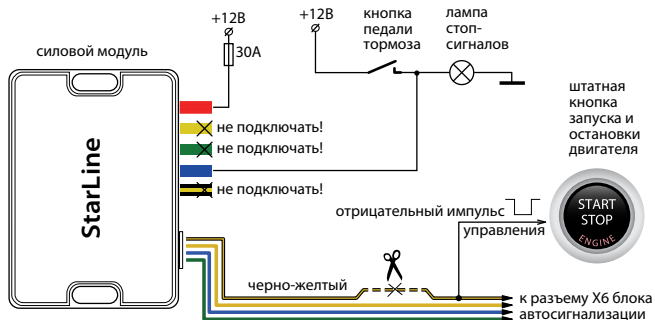 +12В
+12В
кнопка
педали
тормоза
лампа
стоп-
сигналов
силовой модуль
30А
не подключать!
не подключать!
не подключать!
StarLine
штатная
кнопка
запуска и
остановки
двигателя
START
STOP
ENGINE
отрицательный импульс
управления
черно-желтый
к разъему Х6 блока
автосигнализации